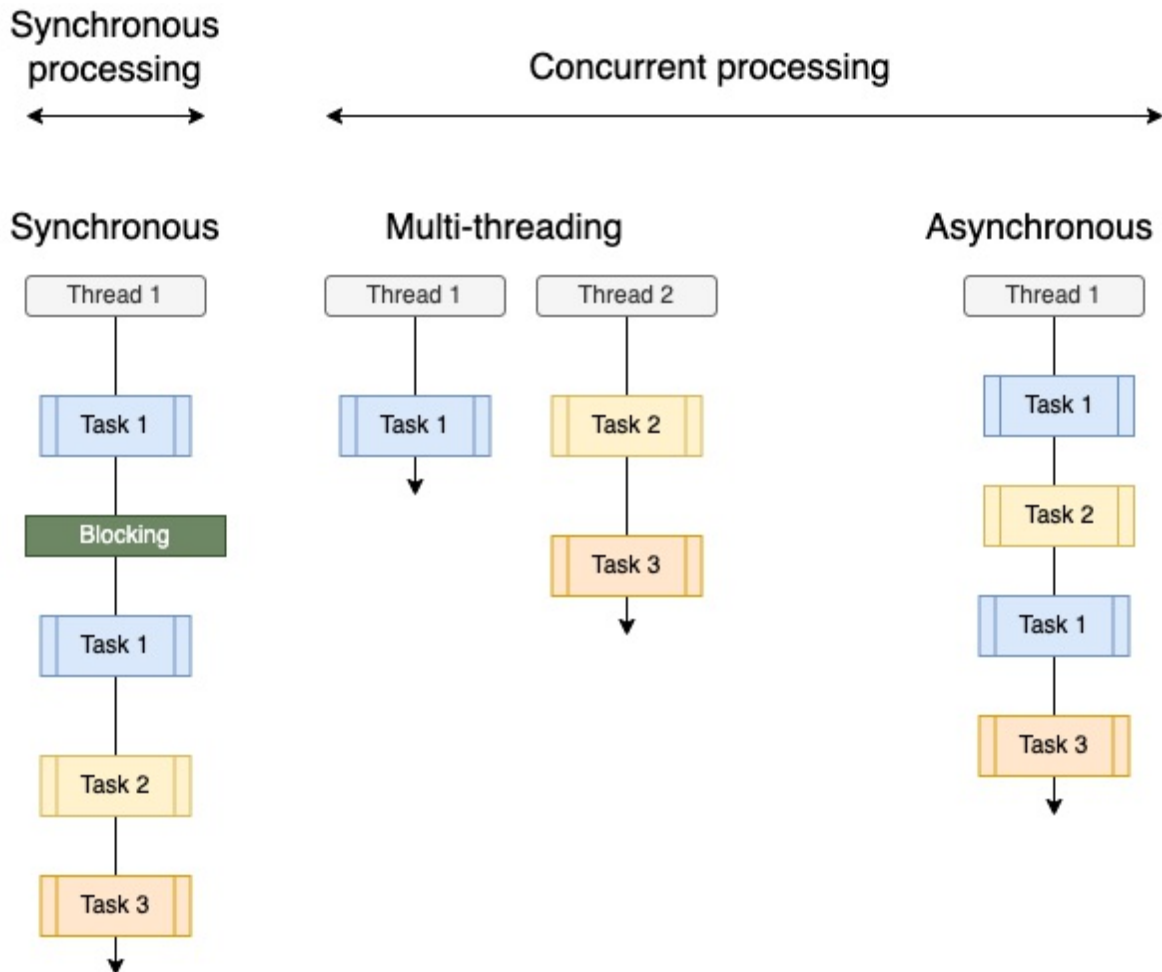 Synchronous
processing
Concurrent processing
Synchronous
Multi-threading
Asynchronous
Thread 1
Thread 1
Thread 2
Thread 1
Task 1
Task 1
Task 2
Task 1
Blocking
Task 2
Task 3
Task 1
Task 1
Task 3
Task 2
Task 3